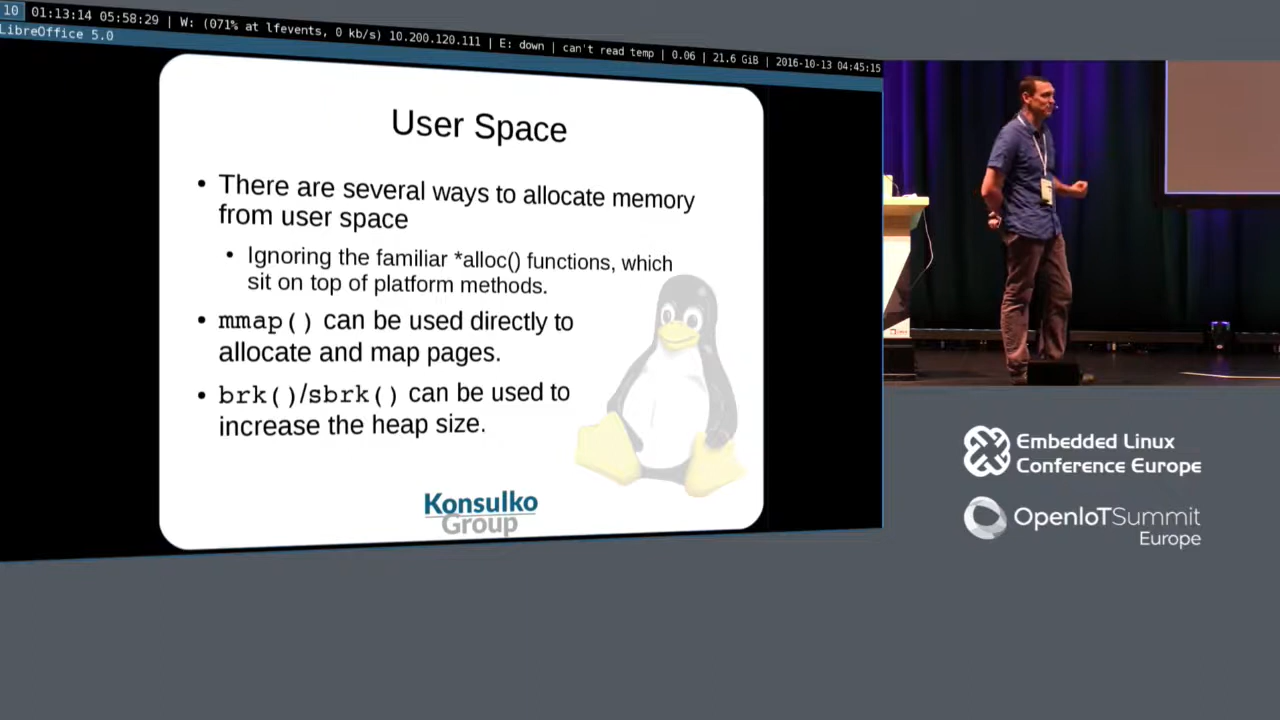 10 01:13:14 05:58:29 | W: (071% at lfevents, 0 kb/s) 10.200.120.111 | E: down | can't read temp | 0.06 | 21.6 GiB | 2016-10-13 04:45:15
LibreOffice 5.0
User Space
• There are several ways to allocate memory
from user space
• Ignoring the familiar *alloc() functions, which
sit on top of platform methods.
• mmap() can be used directly to
allocate and map pages.
• brk()/sbrk() can be used to
increase the heap size.
Konsulko
Group
Embedded Linux
Conference Europe
OpenIoTSummit
Europe